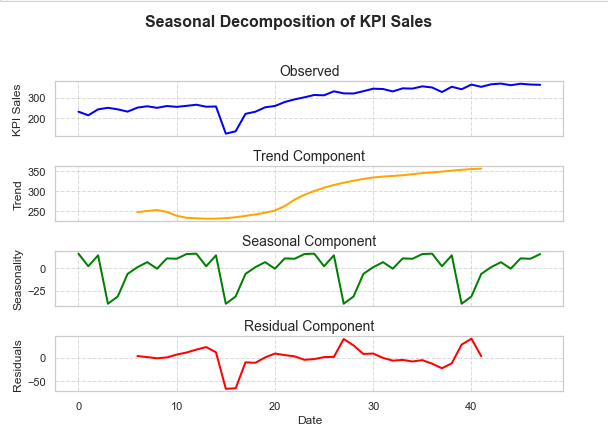 Seasonal Decomposition of KPI Sales
Observed
KPI Sales
300
200
Trend Component
Trend
350
300
250
Seasonal Component
Seasonality
0
−25
Residual Component
Residuals
0
−50
0 10 20 30 40
Date